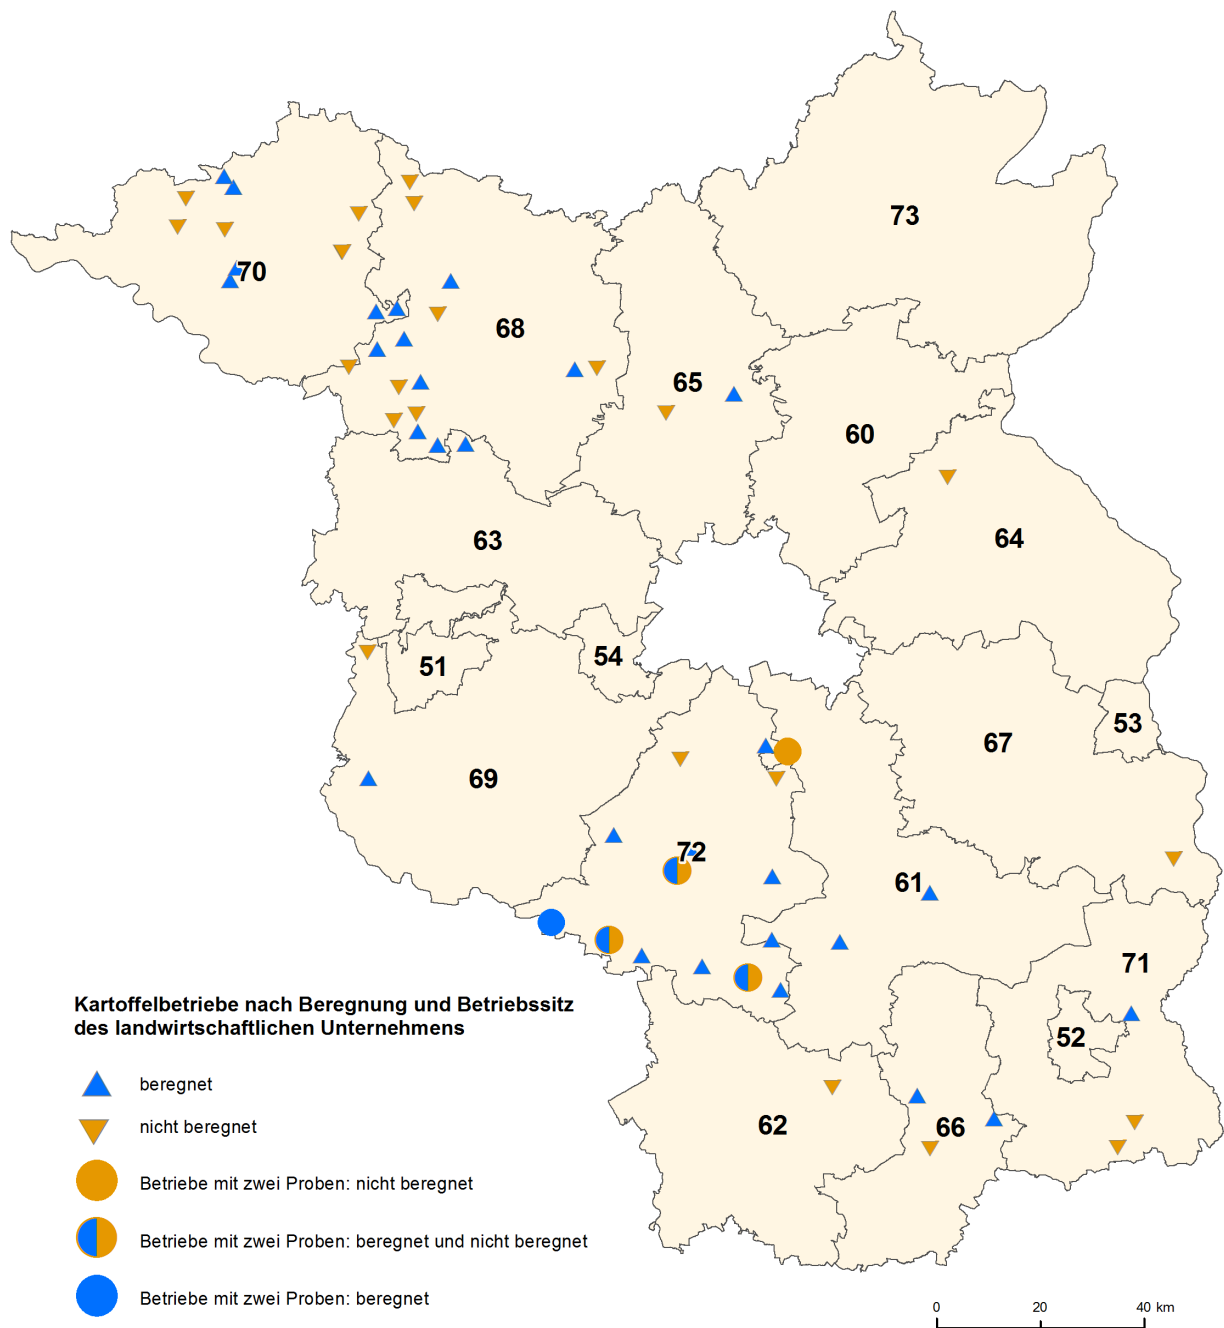 73
70
68
65
60
64
63
54
51
53
67
69
72
61
71
52
62
66
Kartoffelbetriebe nach Beregnung und Betriebssitz
des landwirtschaftlichen Unternehmens
beregnet
nicht beregnet
Betriebe mit zwei Proben: nicht beregnet
Betriebe mit zwei Proben: beregnet und nicht beregnet
Betriebe mit zwei Proben: beregnet
0 20 40 km